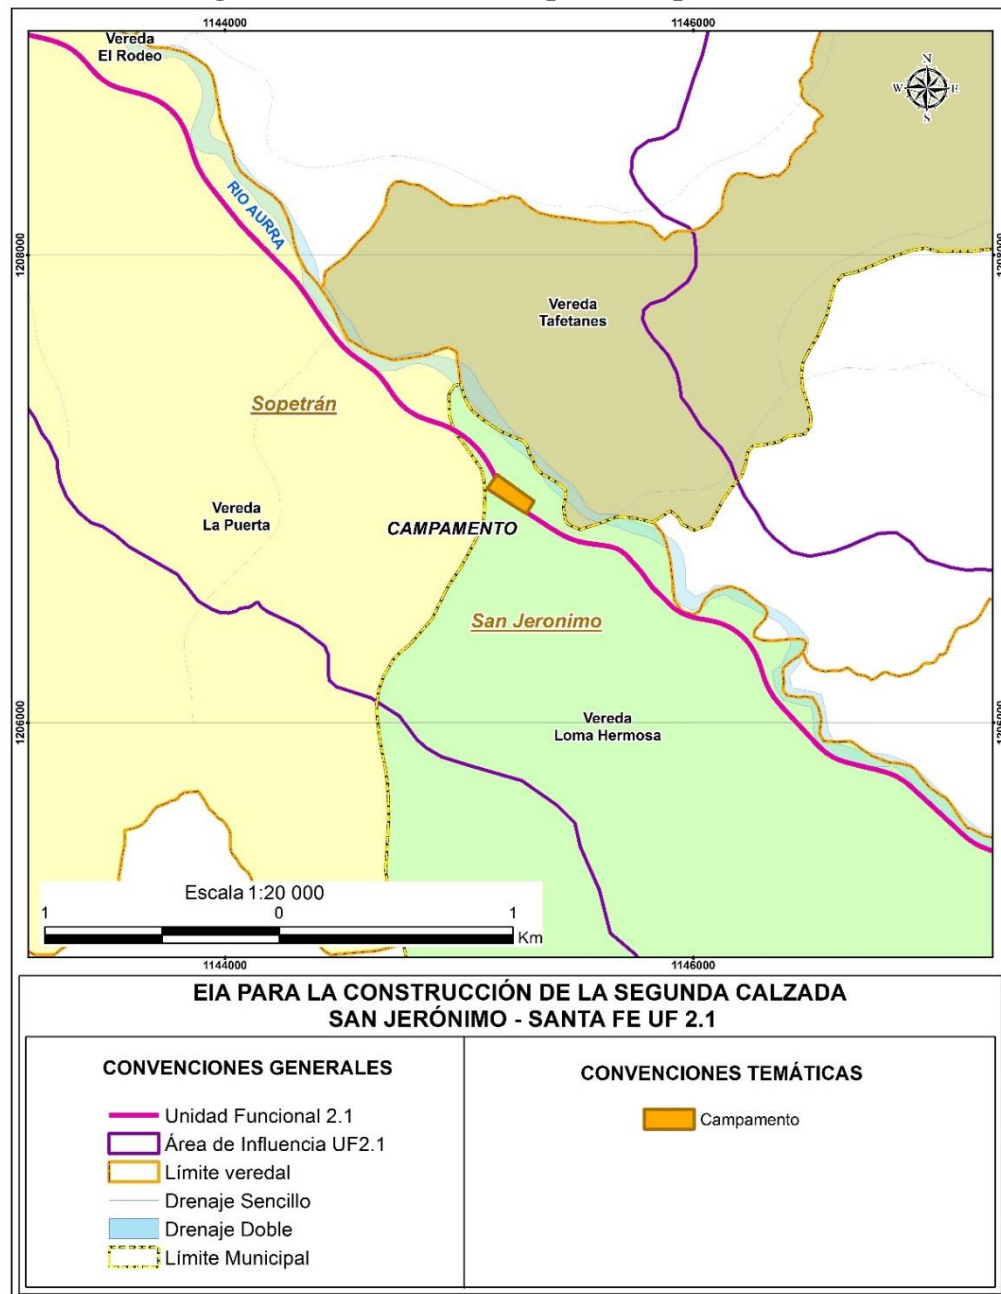 1144000
1146000
Vereda
El Rodeo
N
W
E
S
RIO AURRA
1208000
1208000
Vereda
Tafetanes
Sopetrán
Vereda
La Puerta
CAMPAMENTO
San Jeronimo
Vereda
Loma Hermosa
1206000
1206000
Escala 1:20 000
1 0 1
Km
1144000
1146000
EIA PARA LA CONSTRUCCIÓN DE LA SEGUNDA CALZADA
SAN JERÓNIMO - SANTA FE UF 2.1
CONVENCIONES GENERALES
Unidad Funcional 2.1
Área de Influencia UF2.1
Límite veredal
Drenaje Sencillo
Drenaje Doble
Límite Municipal
CONVENCIONES TEMÁTICAS
Campamento